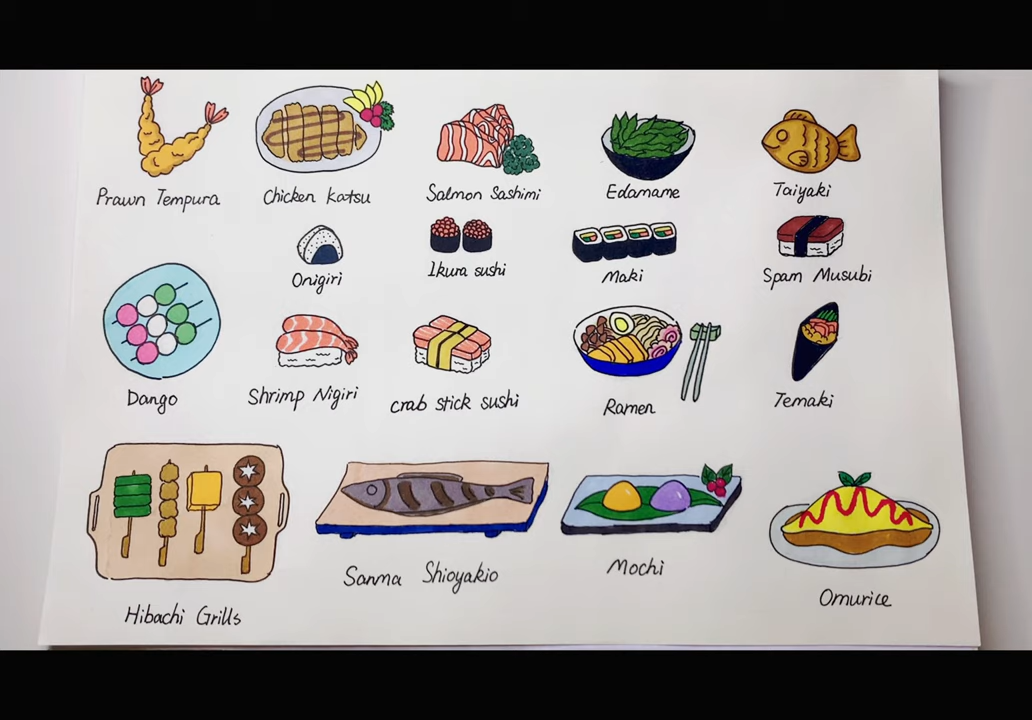 Prawn Tempura
Chicken Katsu
Salmon Sashimi
Edamame
Taiyaki
Onigiri
Ikura sushi
Maki
Spam Musubi
Dango
Shrimp Nigiri
crab stick sushi
Ramen
Temaki
Hibachi Grills
Sanma Shioyakio
Mochi
Omurice